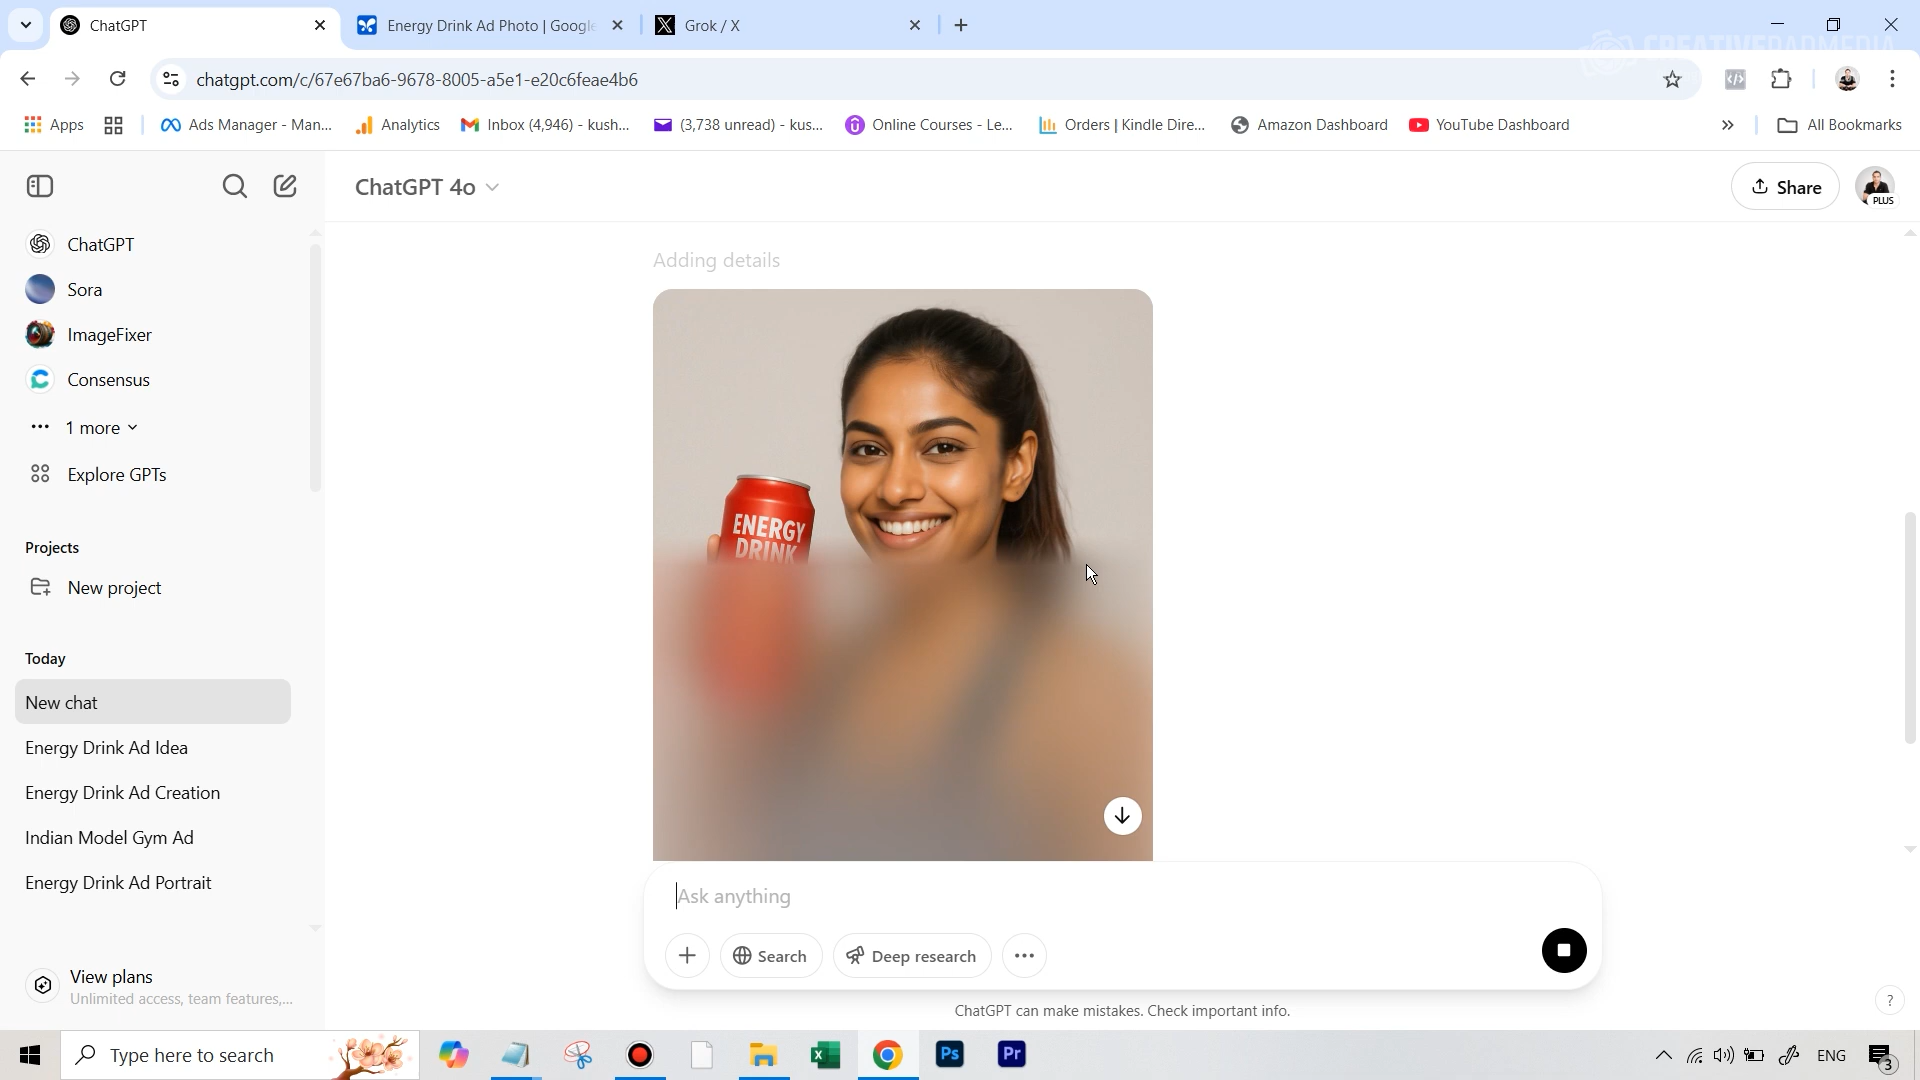 ChatGPT
Energy Drink Ad Photo | Google
Grok / X
CREATIVEPADMEDIA
chatgpt.com/c/67e67ba6-9678-8005-a5e1-e20c6feae4b6
Apps
Ads Manager - Man...
Analytics
Inbox (4,946) - kush...
(3,738 unread) - kus...
Online Courses - Le...
Orders | Kindle Dire...
Amazon Dashboard
YouTube Dashboard
All Bookmarks
ChatGPT 4o
Share
PLUS
ChatGPT
Sora
ImageFixer
Consensus
1 more
Explore GPTs
Projects
New project
Today
New chat
Energy Drink Ad Idea
Energy Drink Ad Creation
Indian Model Gym Ad
Energy Drink Ad Portrait
View plans
Unlimited access, team features,...
Adding details
ENERGY
DRINK
Ask anything
Search
Deep research
ChatGPT can make mistakes. Check important info.
?
Type here to search
Ps
Pr
ENG
3